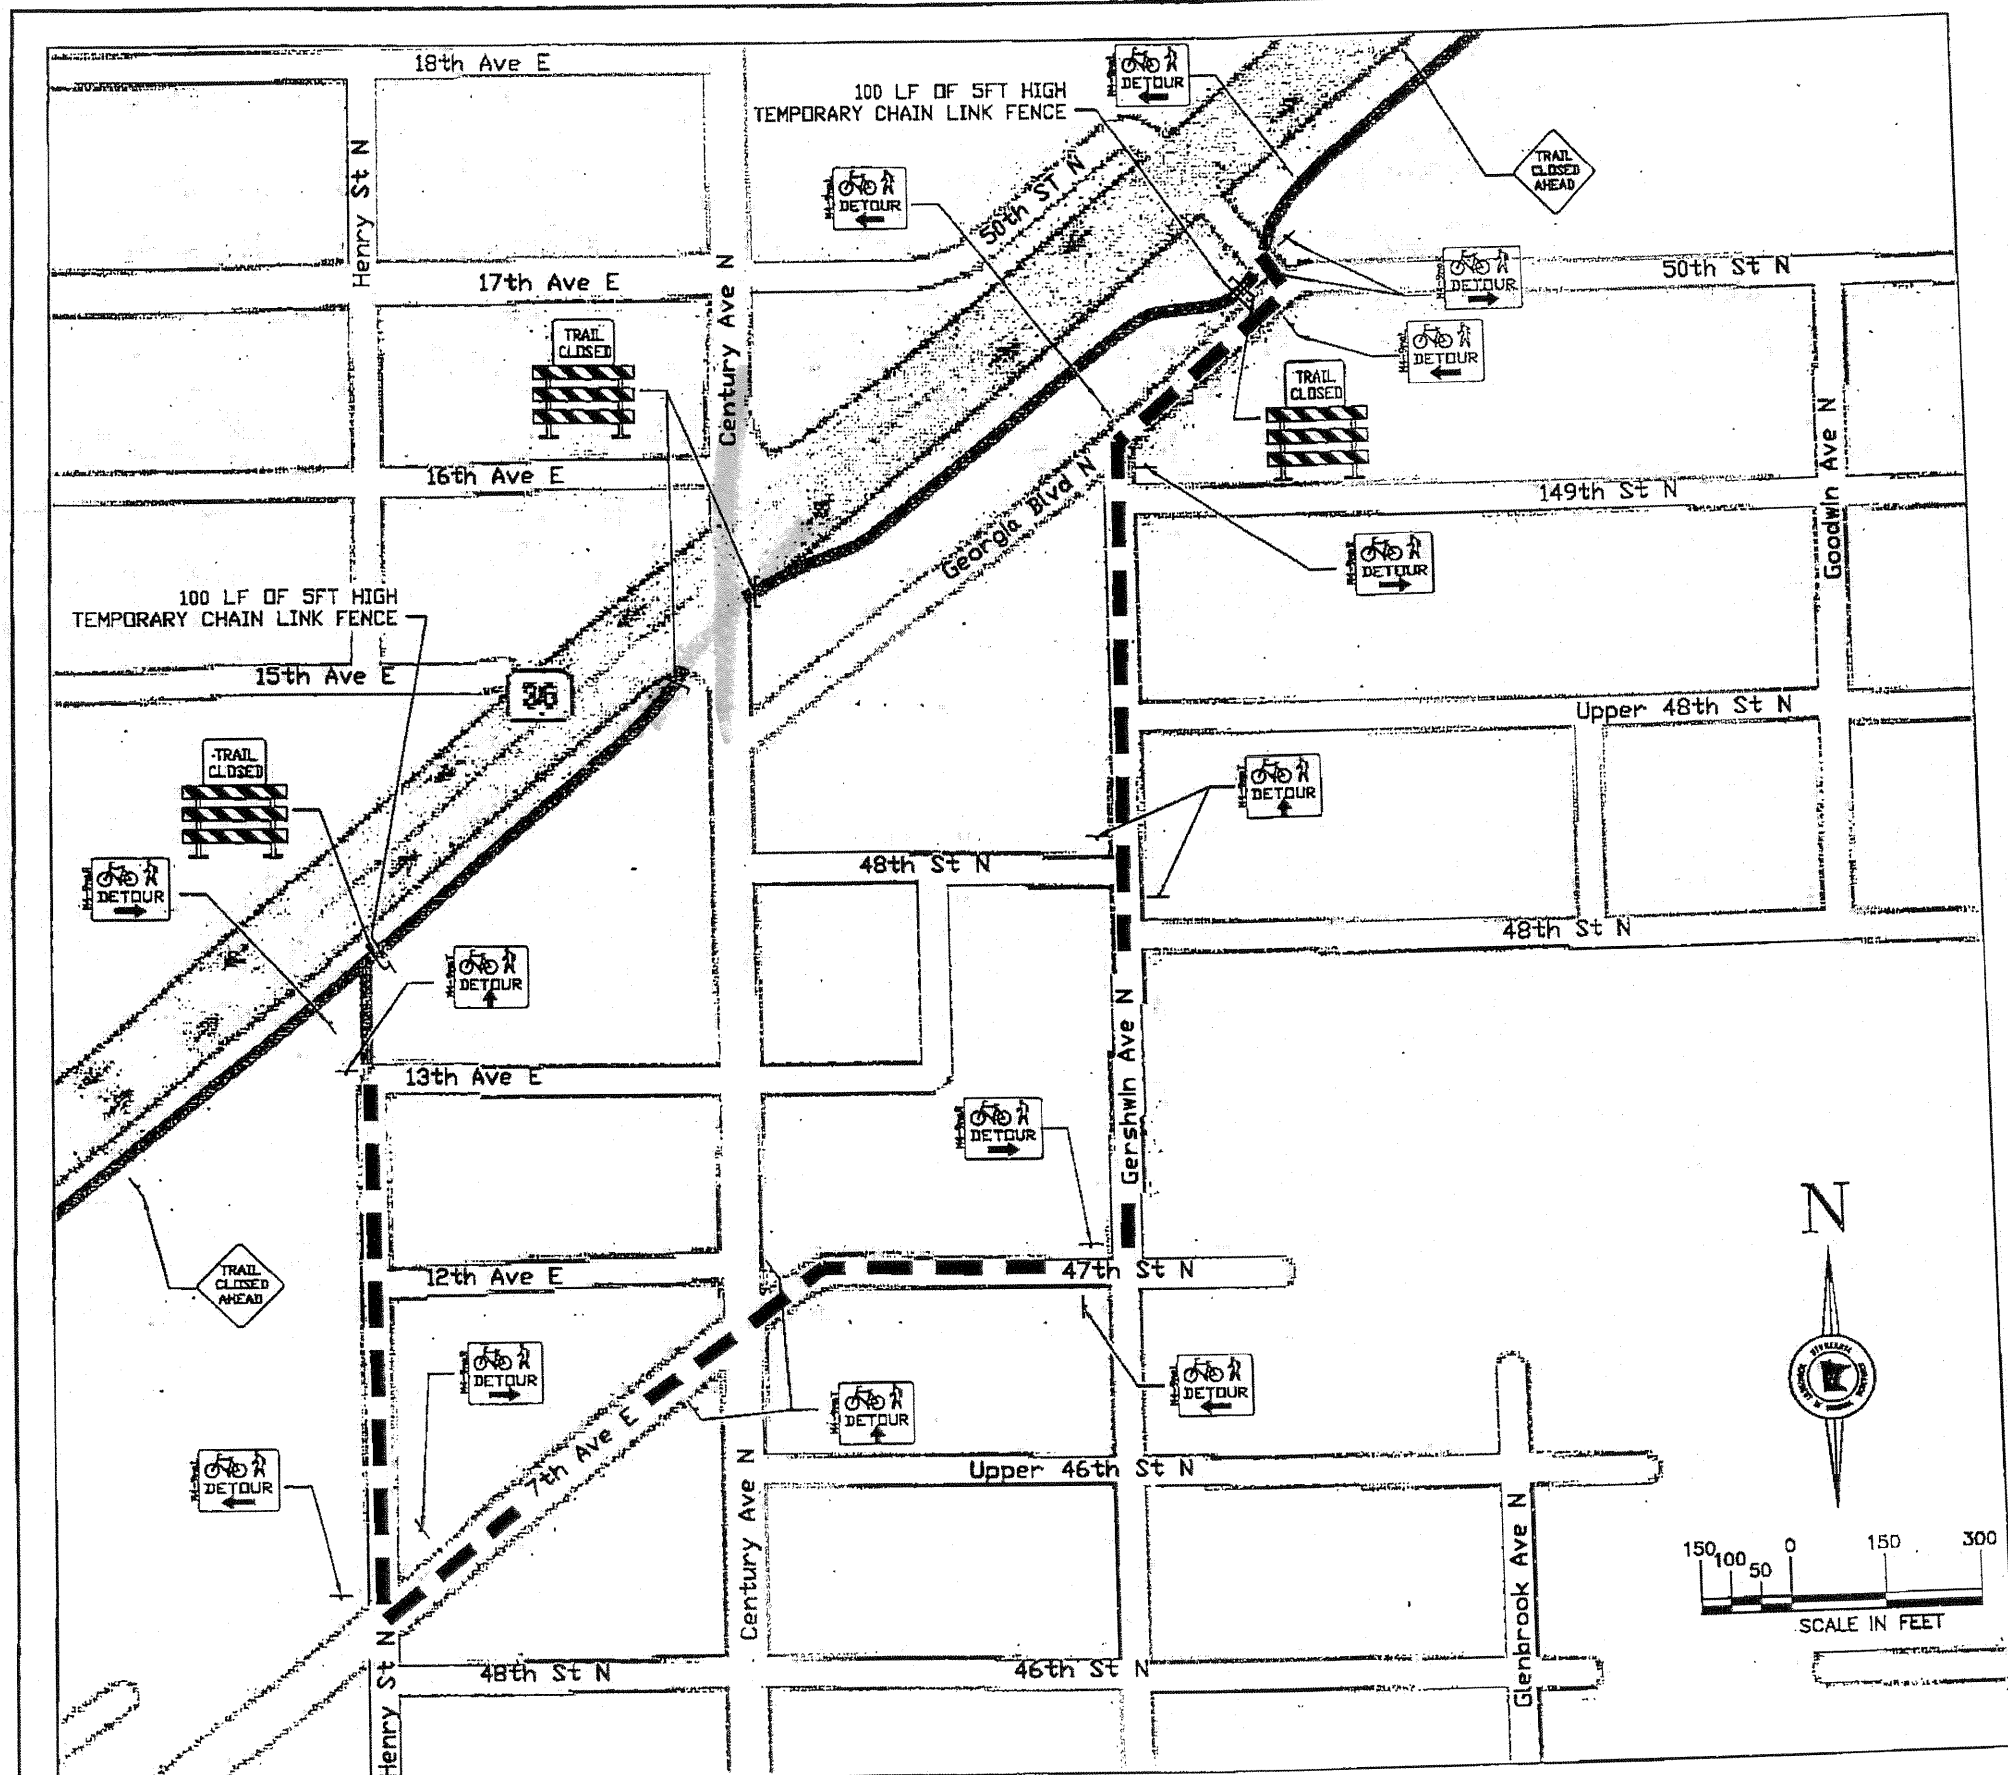 18th Ave E
Henry St N
100 LF OF 5FT HIGH
TEMPORARY CHAIN LINK FENCE
DETOUR
TRAIL
CLOSED
AHEAD
DETOUR
50th ST N
17th Ave E
Century Ave N
50th St N
DETOUR
TRAIL
CLOSED
DETOUR
TRAIL
CLOSED
16th Ave E
Georgia Blvd N
149th St N
Goodwin Ave N
DETOUR
100 LF OF 5FT HIGH
TEMPORARY CHAIN LINK FENCE
15th Ave E
36
Upper 48th St N
TRAIL
CLOSED
DETOUR
DETOUR
48th St N
48th St N
DETOUR
13th Ave E
Gershwin Ave N
DETOUR
TRAIL
CLOSED
AHEAD
12th Ave E
47th St N
N
DETOUR
DETOUR
DETOUR
7th Ave E
DETOUR
Upper 46th St N
Century Ave N
Glenbrook Ave N
150 100 50 0 150 300
SCALE IN FEET
Henry St N
48th St N
46th St N